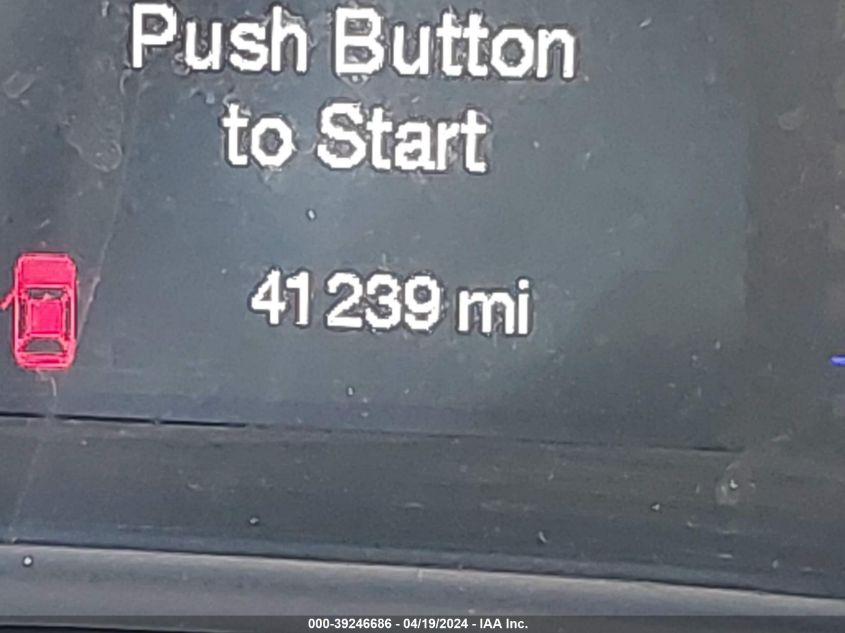 Push Button
to Start
41239 mi
000-39246686 - 04/19/2024 - IAA Inc.